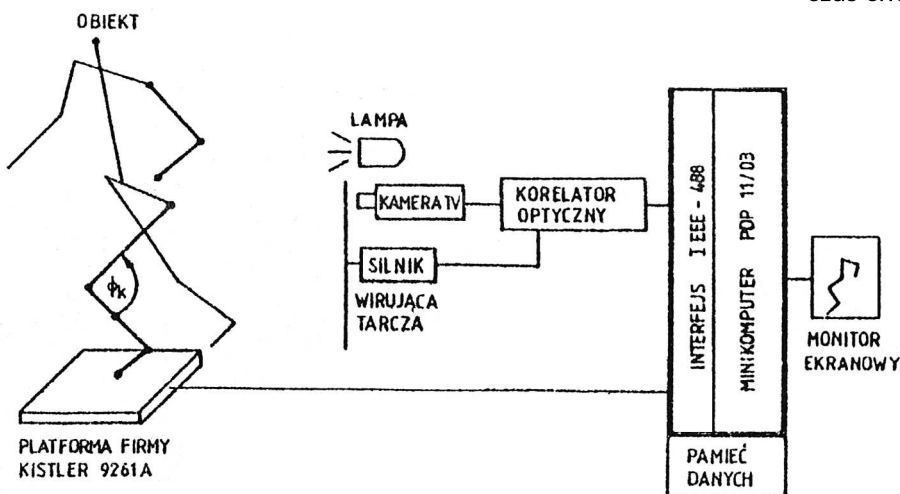 OBIEKT
ϕk
PLATFORMA FIRMY
KISTLER 9261A
LAMPA
KAMERA TV
SILNIK
WIRUJĄCA
TARCZA
KORELATOR
OPTYCZNY
INTERFEJS IEEE-488
MINIKOMPUTER PDP 11/03
PAMIEĆ
DANYCH
MONITOR
EKRANOWY